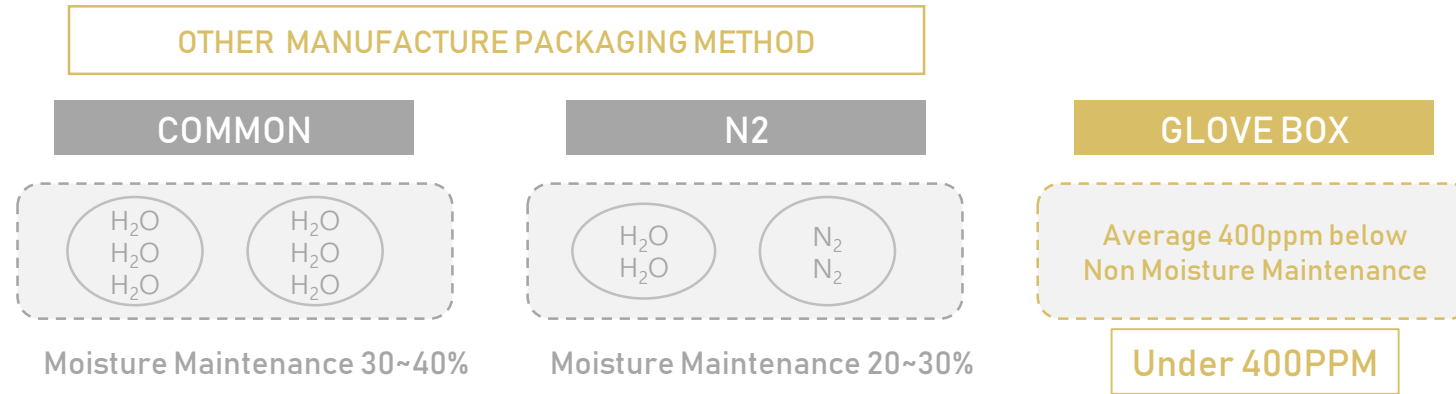 OTHER MANUFACTURE PACKAGING METHOD
COMMON
N2
GLOVE BOX
H₂O
H₂O
H₂O
H₂O
H₂O
H₂O
H₂O
H₂O
N₂
N₂
Average 400ppm below
Non Moisture Maintenance
Moisture Maintenance 30~40%
Moisture Maintenance 20~30%
Under 400PPM